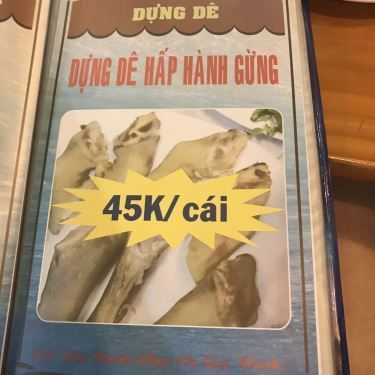 DỰNG DÊ
DỰNG DÊ HẤP HÀNH GỪNG
45K/cái